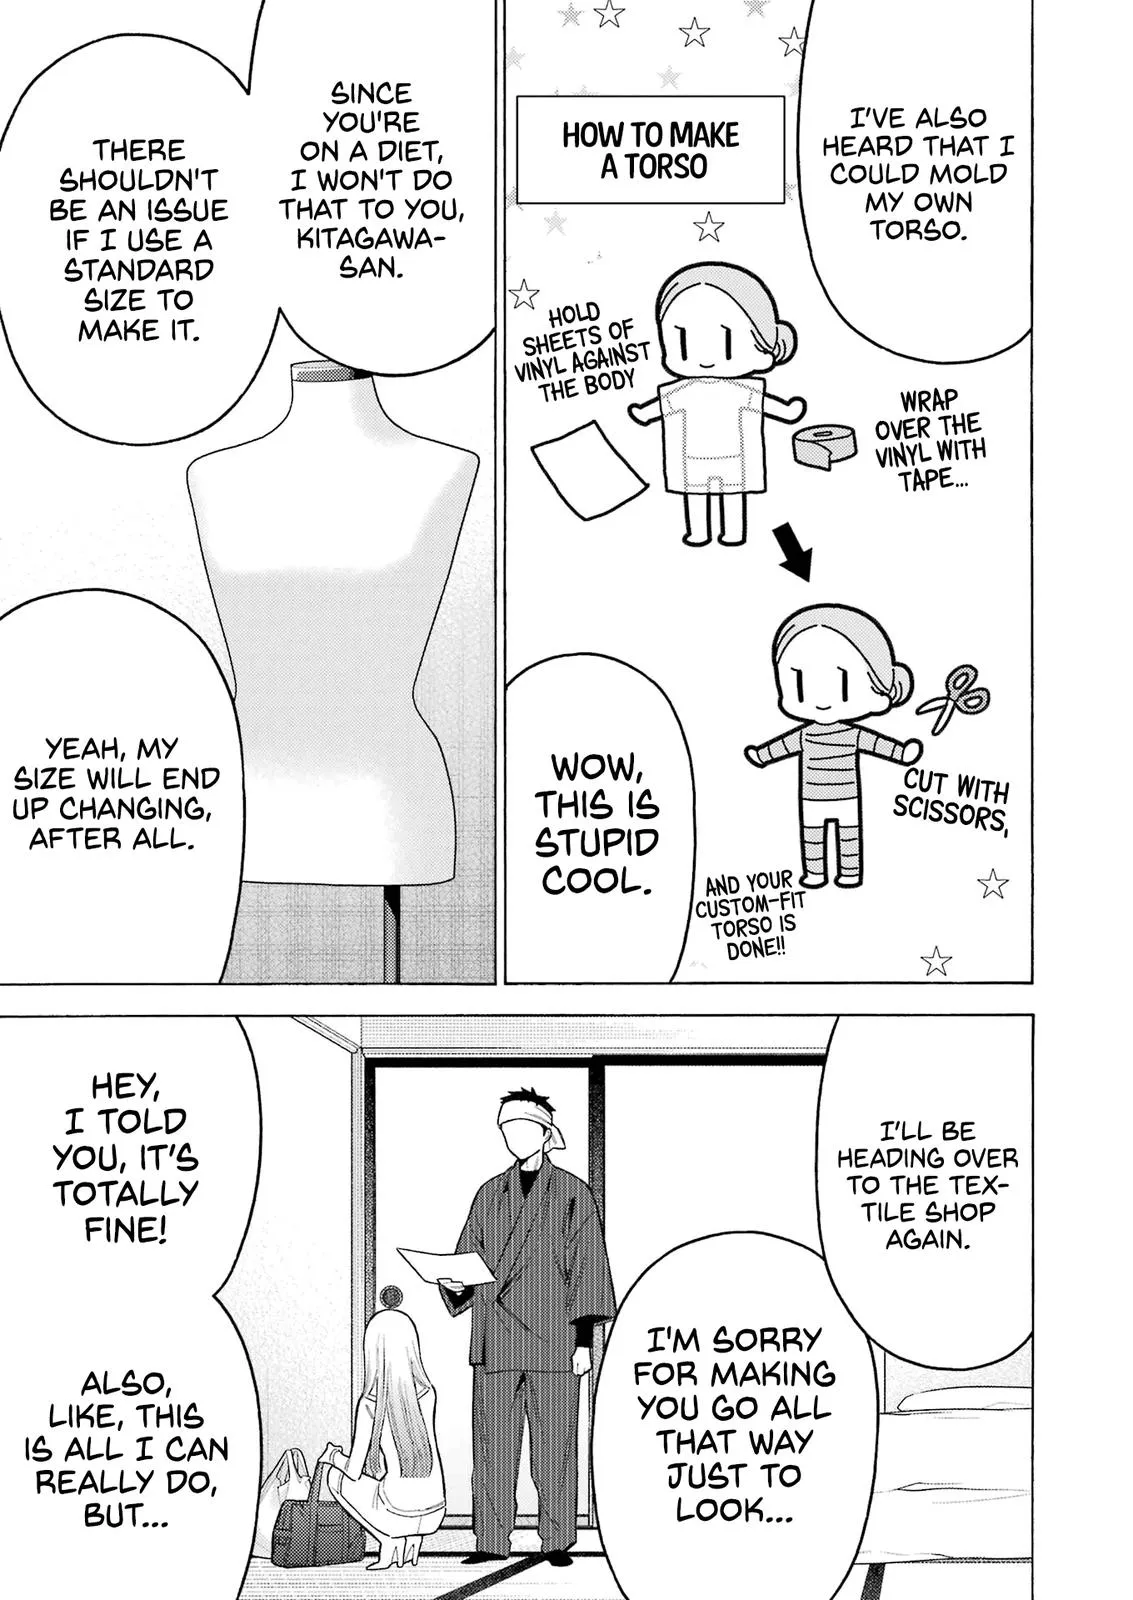 I'VE ALSO
HEARD THAT I
COULD MOLD
MY OWN
TORSO.
HOW TO MAKE
A TORSO
HOLD
SHEETS OF
VINYL AGAINST
THE BODY
WRAP
OVER THE
VINYL WITH
TAPE...
CUT WITH
SCISSORS,
AND YOUR
CUSTOM-FIT
TORSO IS
DONE!!
WOW,
THIS IS
STUPID
COOL.
SINCE
YOU'RE
ON A DIET,
I WON'T DO
THAT TO YOU,
KITAGAWA-
SAN.
THERE
SHOULDN'T
BE AN ISSUE
IF I USE A
STANDARD
SIZE TO
MAKE IT.
YEAH, MY
SIZE WILL END
UP CHANGING,
AFTER ALL.
I'LL BE
HEADING OVER
TO THE TEX-
TILE SHOP
AGAIN.
I'M SORRY
FOR MAKING
YOU GO ALL
THAT WAY
JUST TO
LOOK...
HEY,
I TOLD
YOU, IT'S
TOTALLY
FINE!
ALSO,
LIKE, THIS
IS ALL I CAN
REALLY DO,
BUT...